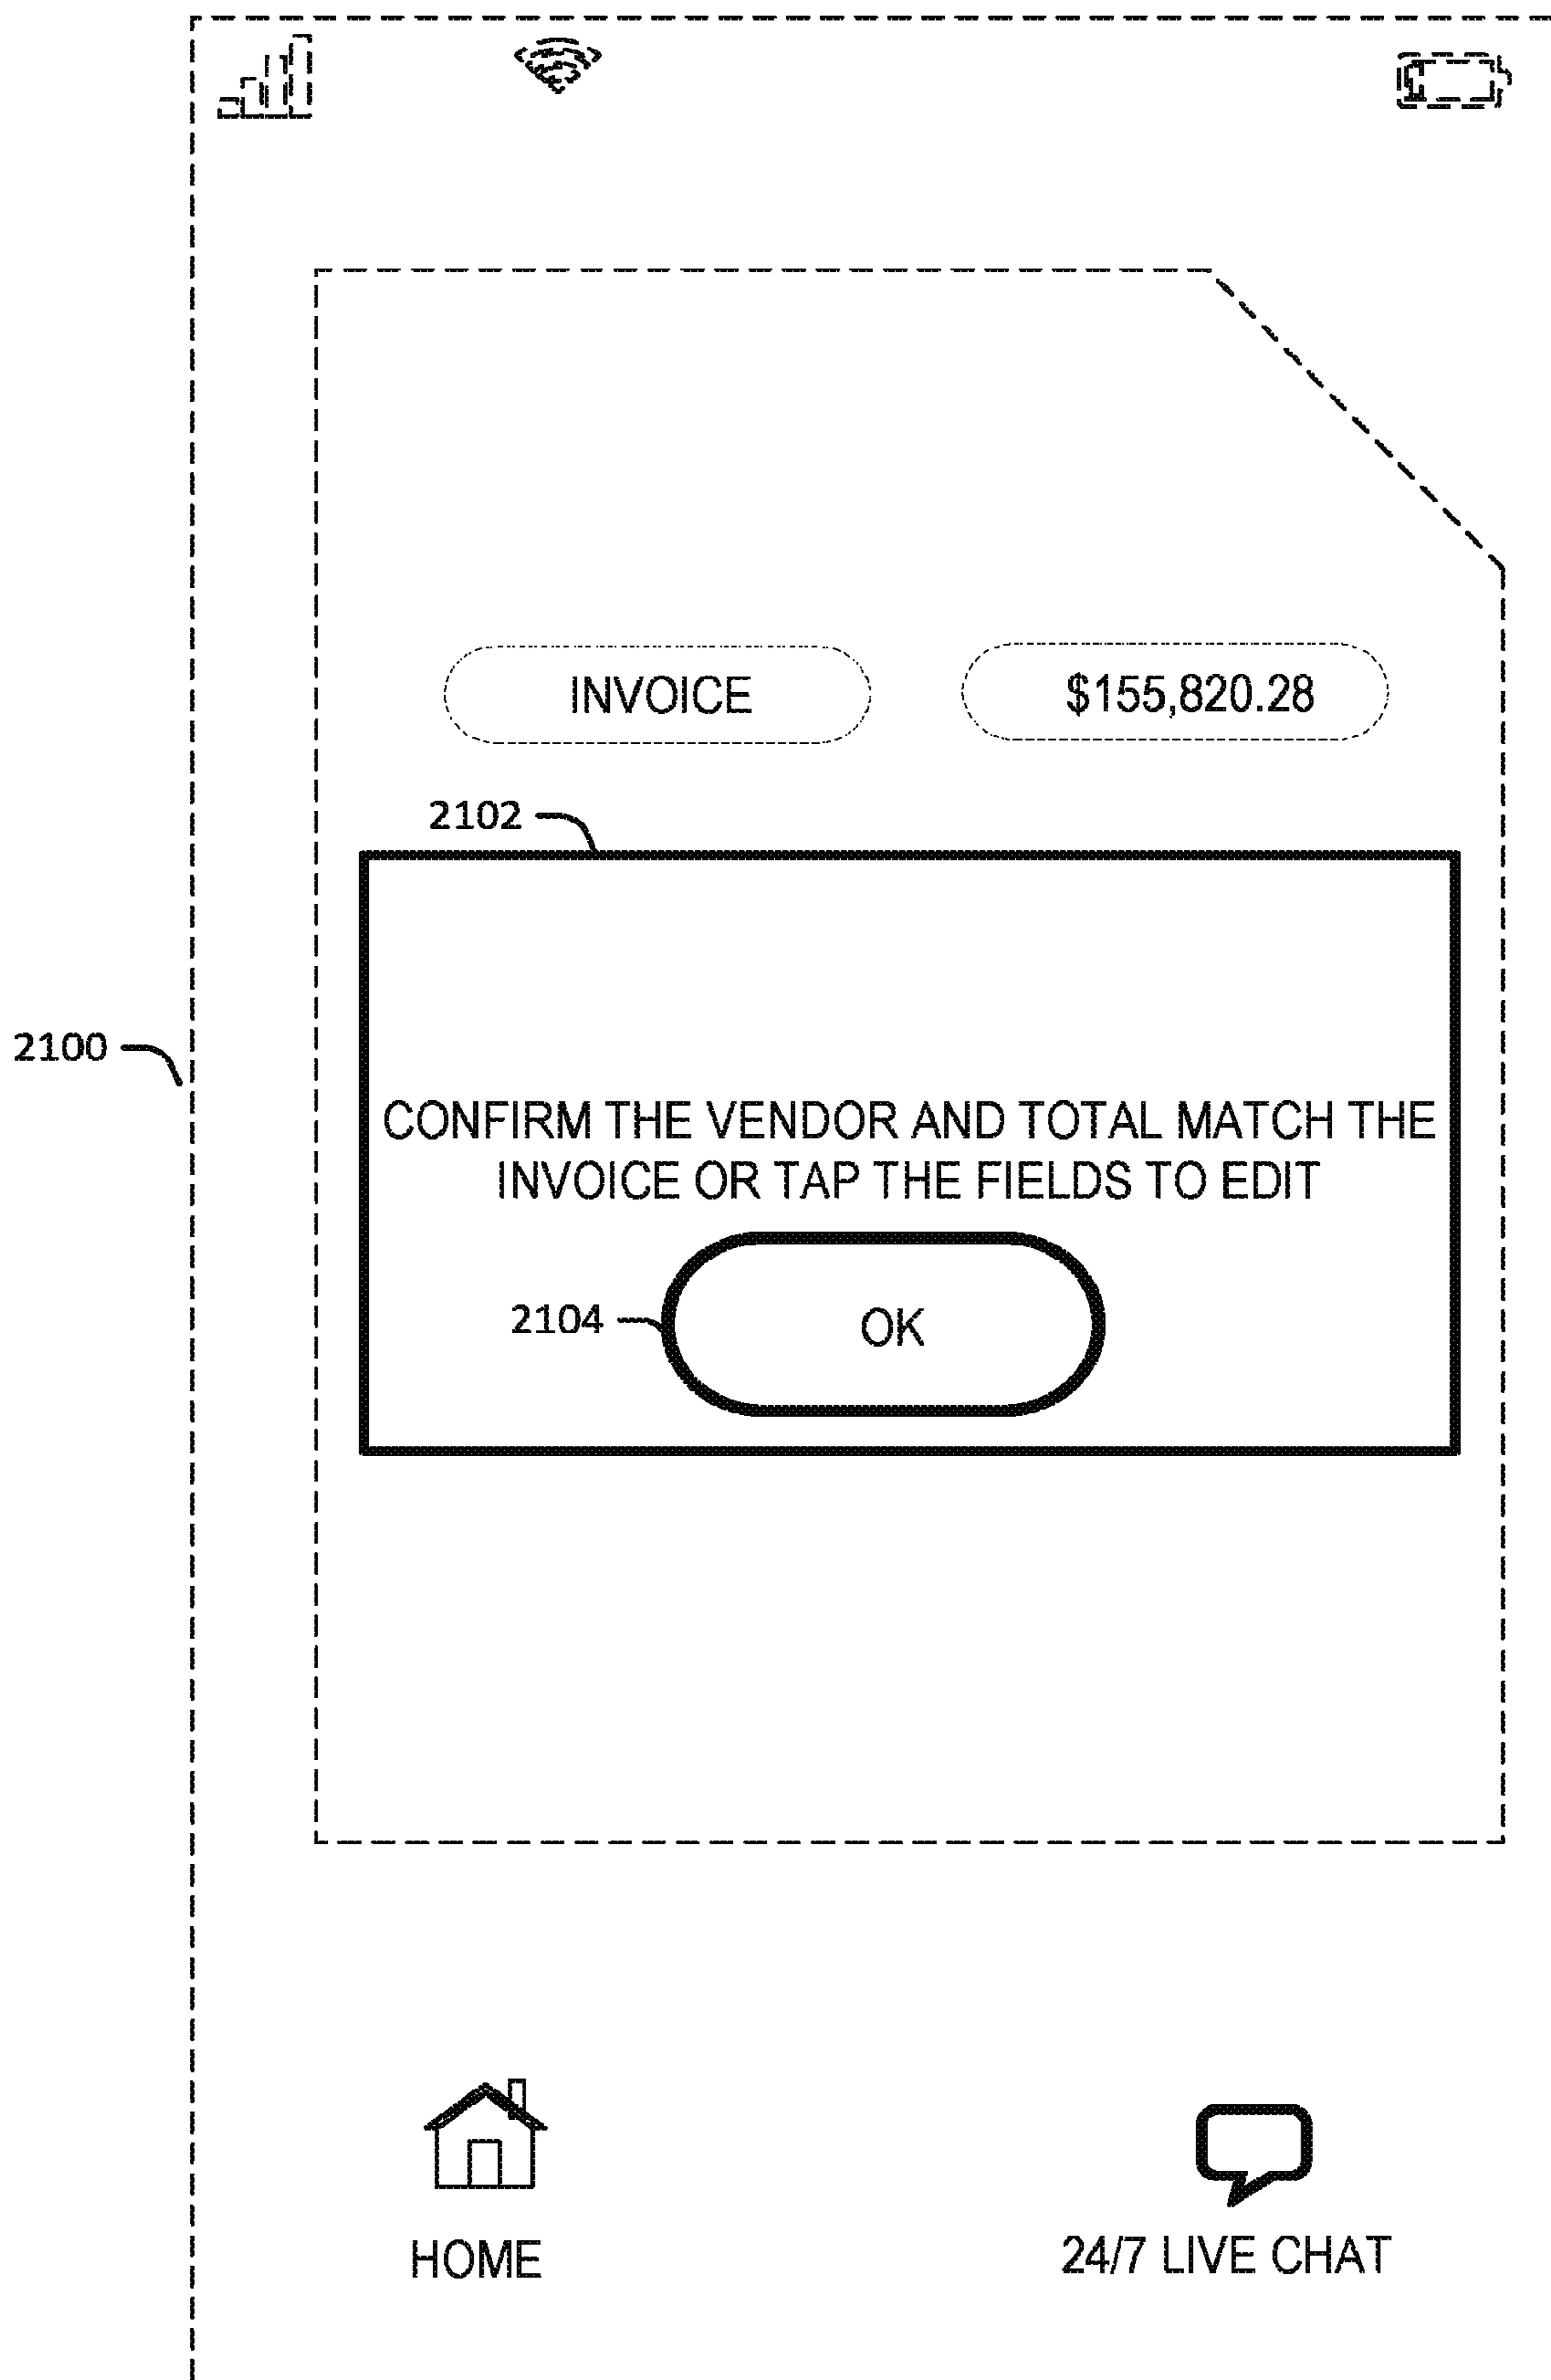 INVOICE
$155,820.28
2102
2100
CONFIRM THE VENDOR AND TOTAL MATCH THE
INVOICE OR TAP THE FIELDS TO EDIT
2104
OK
HOME
24/7 LIVE CHAT